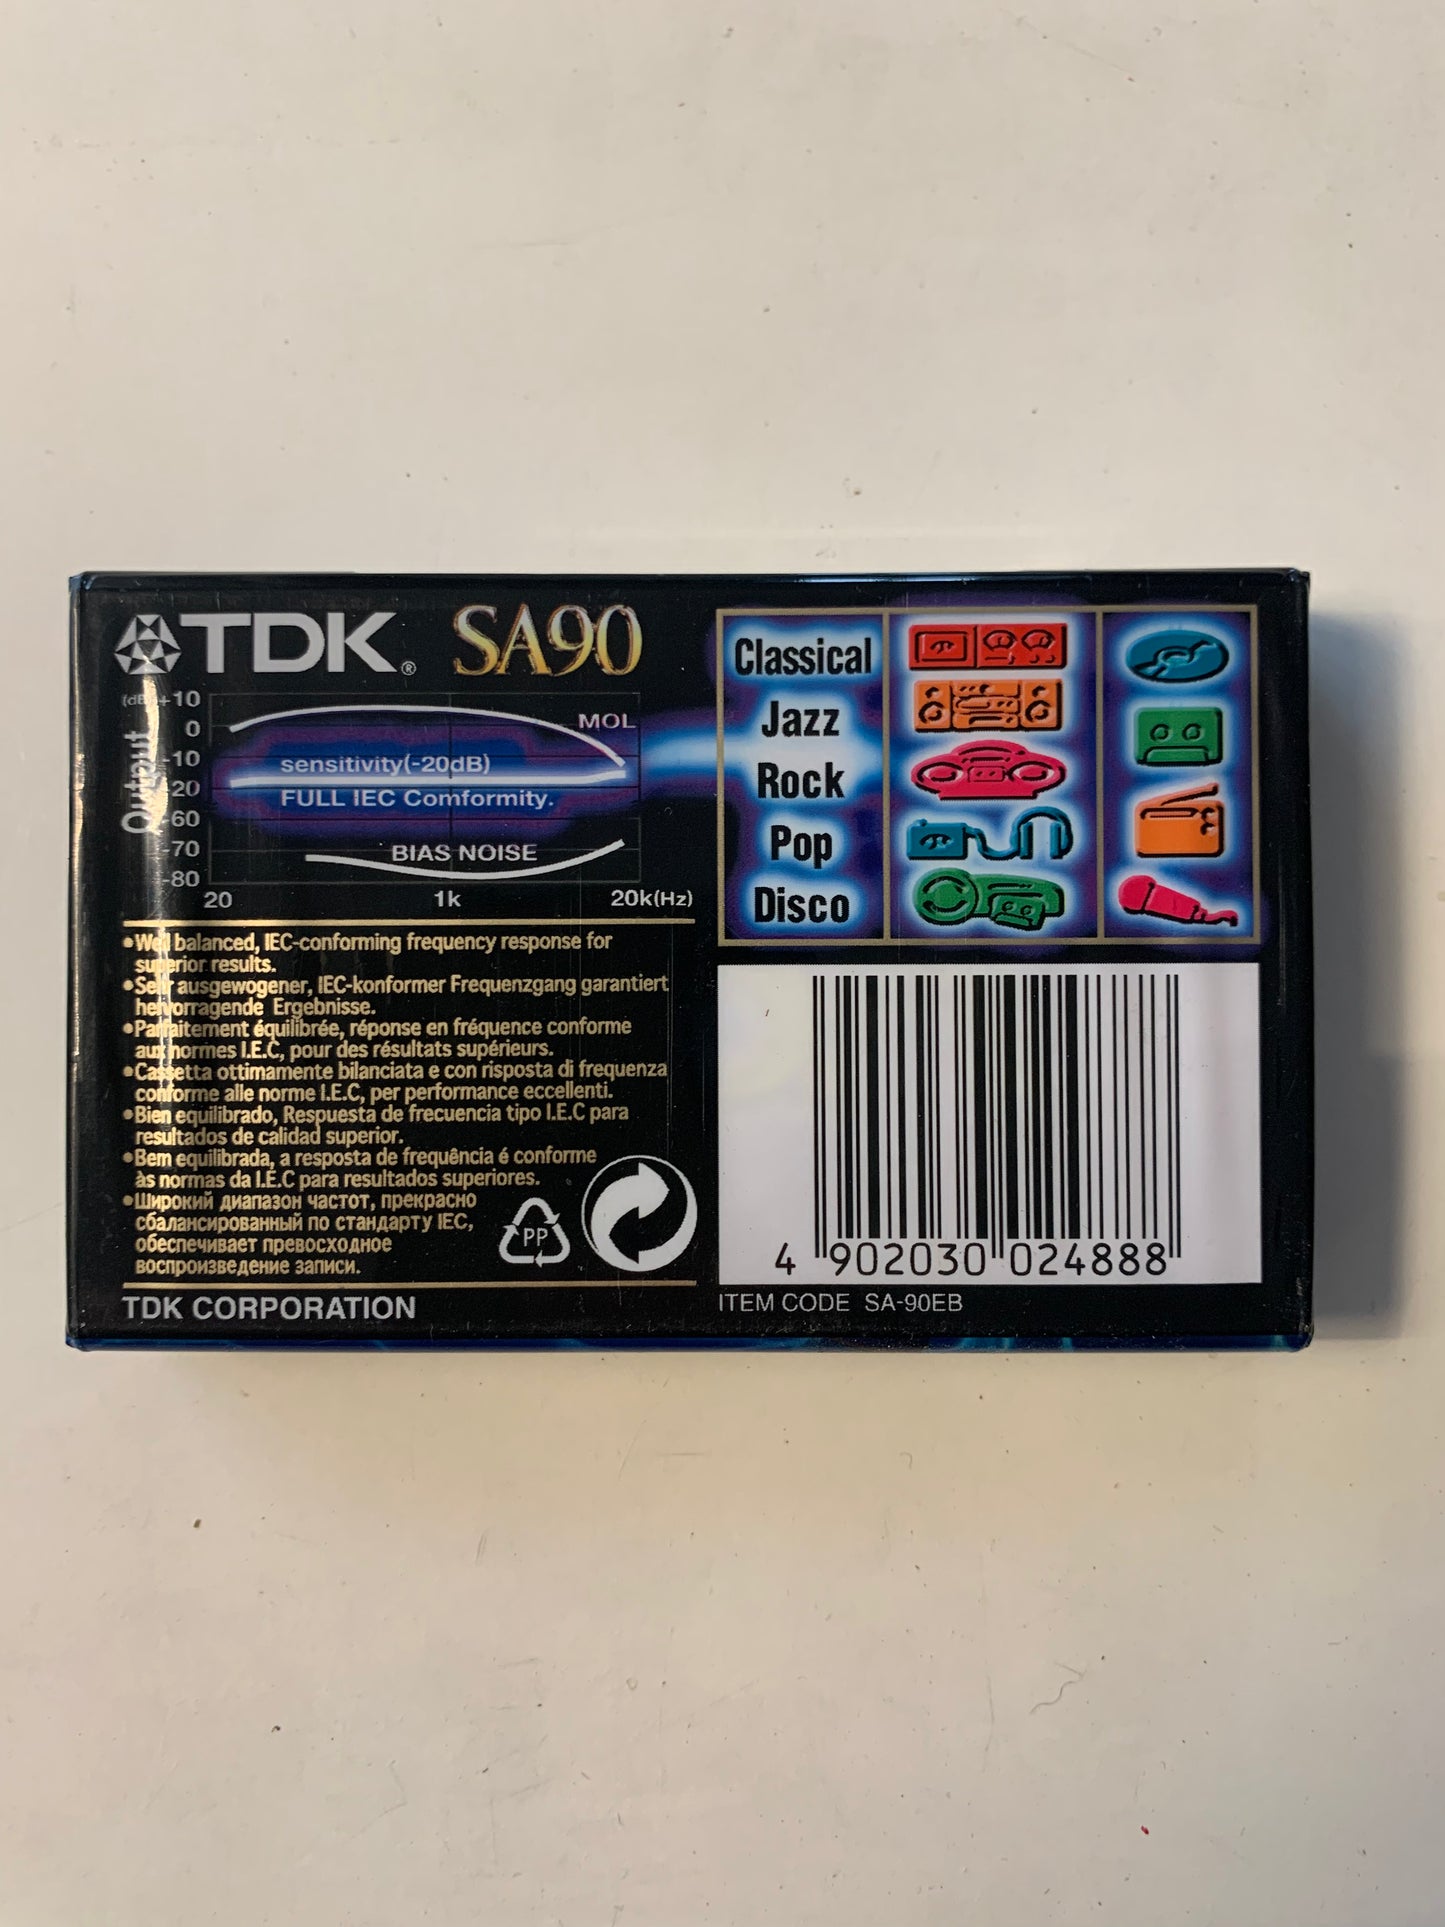 TDK® SA90
(dB) +10
0
-10
-20
-60
-70
-80
Output
MOL
sensitivity(-20dB)
FULL IEC Comformity.
BIAS NOISE
20 1k 20k(Hz)
•Well balanced, IEC-conforming frequency response for
superior results.
•Sehr ausgewogener, IEC-konformer Frequenzgang garantiert
hervorragende Ergebnisse.
•Parfaitement équilibrée, réponse en fréquence conforme
aux normes I.E.C, pour des résultats supérieurs.
•Cassetta ottimamente bilanciata e con risposta di frequenza
conforme alle norme I.E.C, per performance eccellenti.
•Bien equilibrado, Respuesta de frecuencia tipo I.E.C para
resultados de calidad superior.
•Bem equilibrada, a resposta de frequência é conforme
às normas da I.E.C para resultados superiores.
•Широкий диапазон частот, прекрасно
сбалансированный по стандарту IEC,
обеспечивает превосходное
воспроизведение записи.
PP
TDK CORPORATION
Classical
Jazz
Rock
Pop
Disco
4 902030 024888
ITEM CODE SA-90EB